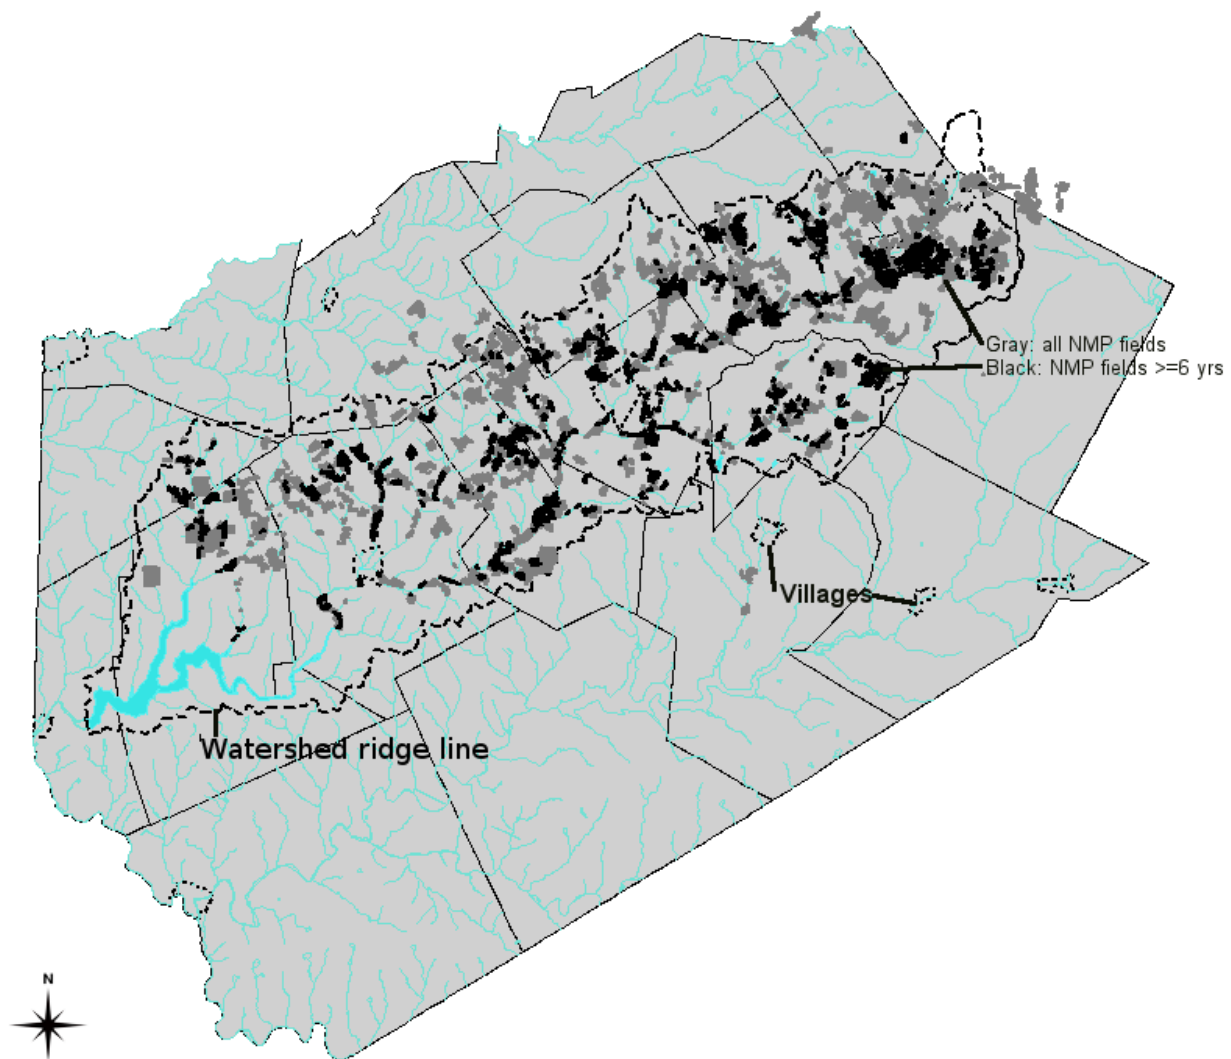 Gray: all NMP fields
Black: NMP fields >=6 yrs
Villages
Watershed ridge line
N